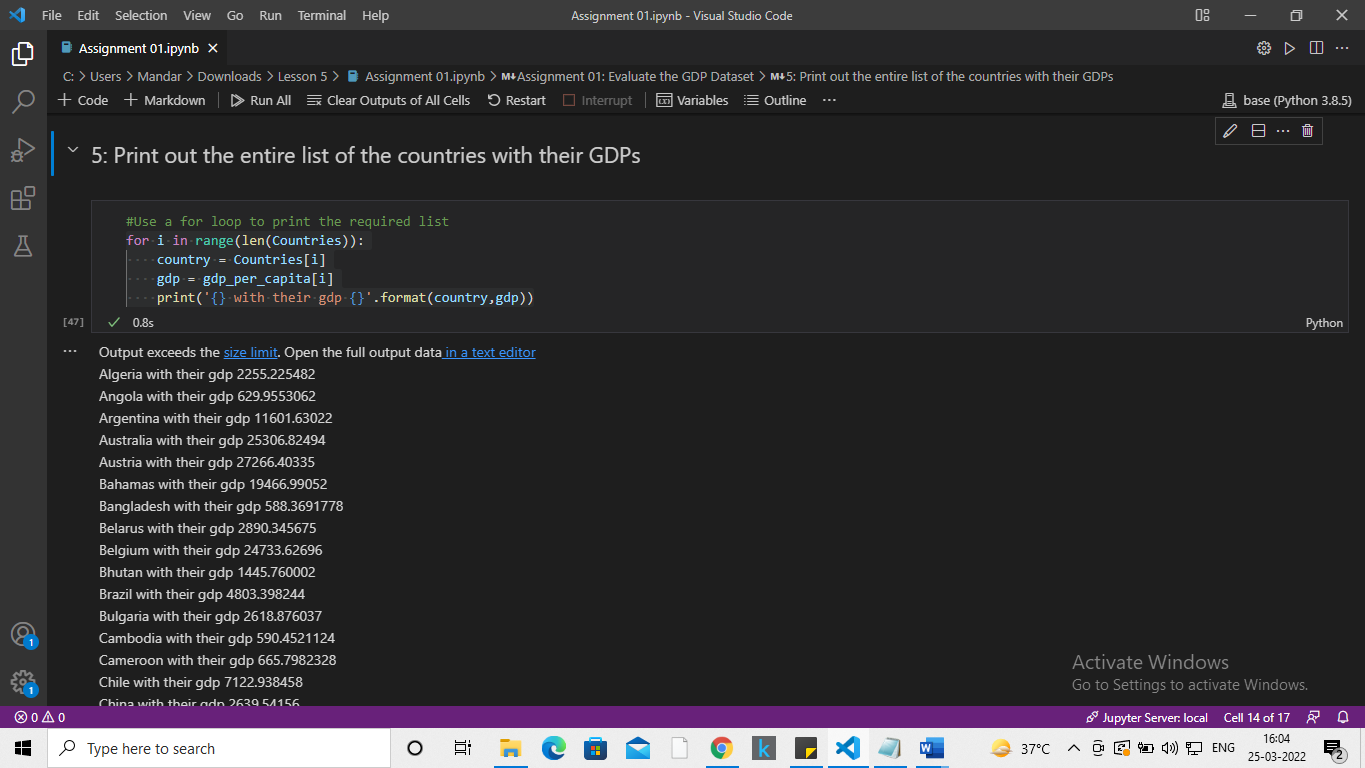 File Edit Selection View Go Run Terminal Help Assignment 01.ipynb - Visual Studio Code
Assignment 01.ipynb
C: > Users > Mandar > Downloads > Lesson 5 > Assignment 01.ipynb > M↓Assignment 01: Evaluate the GDP Dataset > M↓5: Print out the entire list of the countries with their GDPs
+ Code + Markdown Run All Clear Outputs of All Cells Restart Interrupt Variables Outline ··· base (Python 3.8.5)
5: Print out the entire list of the countries with their GDPs
#Use a for loop to print the required list
for i in range(len(Countries)):
    country = Countries[i]
    gdp = gdp_per_capita[i]
    print('{} with their gdp {}'.format(country,gdp))
[47] 0.8s Python
Output exceeds the size limit. Open the full output data in a text editor
Algeria with their gdp 2255.225482
Angola with their gdp 629.9553062
Argentina with their gdp 11601.63022
Australia with their gdp 25306.82494
Austria with their gdp 27266.40335
Bahamas with their gdp 19466.99052
Bangladesh with their gdp 588.3691778
Belarus with their gdp 2890.345675
Belgium with their gdp 24733.62696
Bhutan with their gdp 1445.760002
Brazil with their gdp 4803.398244
Bulgaria with their gdp 2618.876037
Cambodia with their gdp 590.4521124
Cameroon with their gdp 665.7982328
Chile with their gdp 7122.938458
China with their gdp 2639.54156
Activate Windows
Go to Settings to activate Windows.
1
1
0 0 Jupyter Server: local Cell 14 of 17
Type here to search k W 37°C ENG 16:04
25-03-2022 2